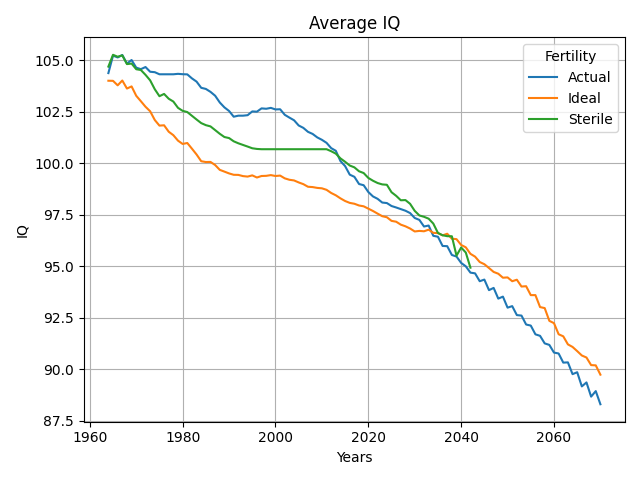 Average IQ
IQ
105.0
102.5
100.0
97.5
95.0
92.5
90.0
87.5
Fertility
Actual
Ideal
Sterile
1960 1980 2000 2020 2040 2060
Years